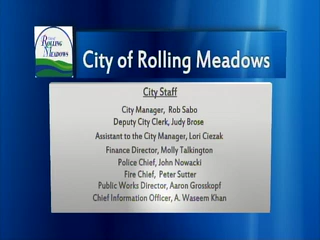 City of
ROLLING
MEADOWS
City of Rolling Meadows
City Staff
City Manager, Rob Sabo
Deputy City Clerk, Judy Brose
Assistant to the City Manager, Lori Ciezak
Finance Director, Molly Talkington
Police Chief, John Nowacki
Fire Chief, Peter Sutter
Public Works Director, Aaron Grosskopf
Chief Information Officer, A. Waseem Khan